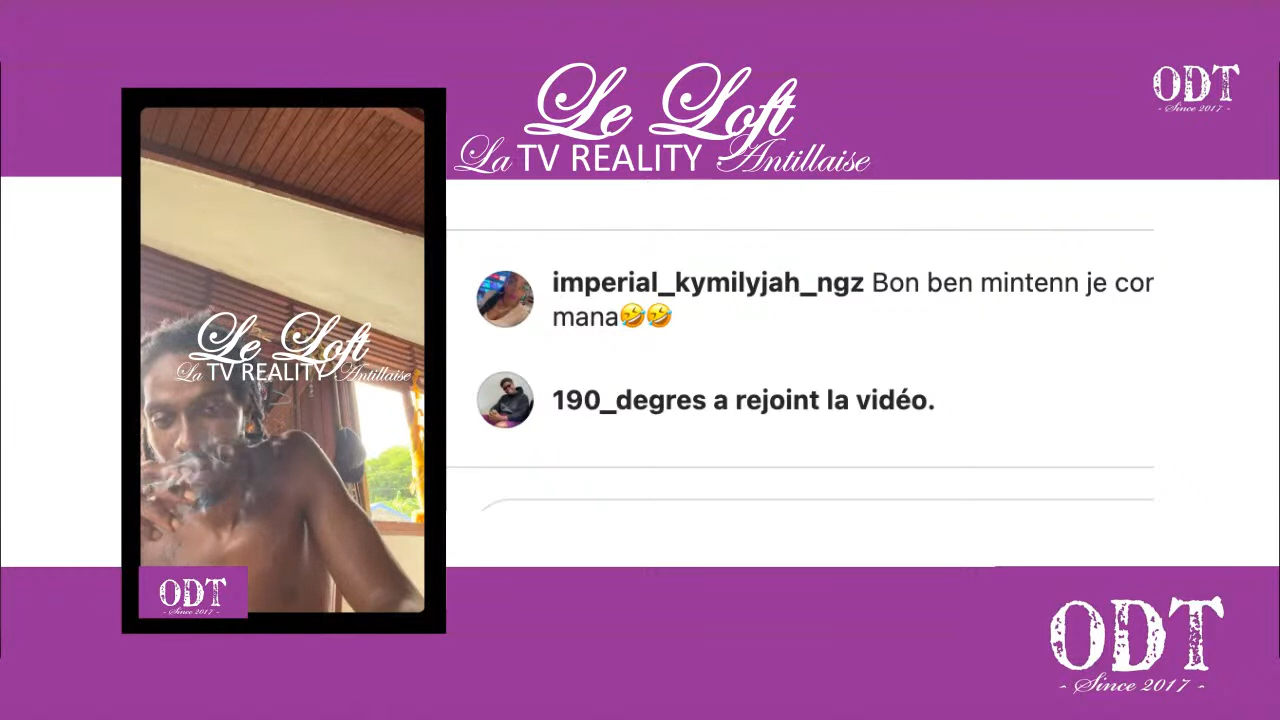 Le Loft
La TV REALITY Antillaise
ODT
- Since 2017 -
imperial_kymilyjah_ngz Bon ben mintenn je cor
mana🤣🤣
190_degres a rejoint la vidéo.
Le Loft
La TV REALITY Antillaise
ODT
- Since 2017 -
ODT
- Since 2017 -